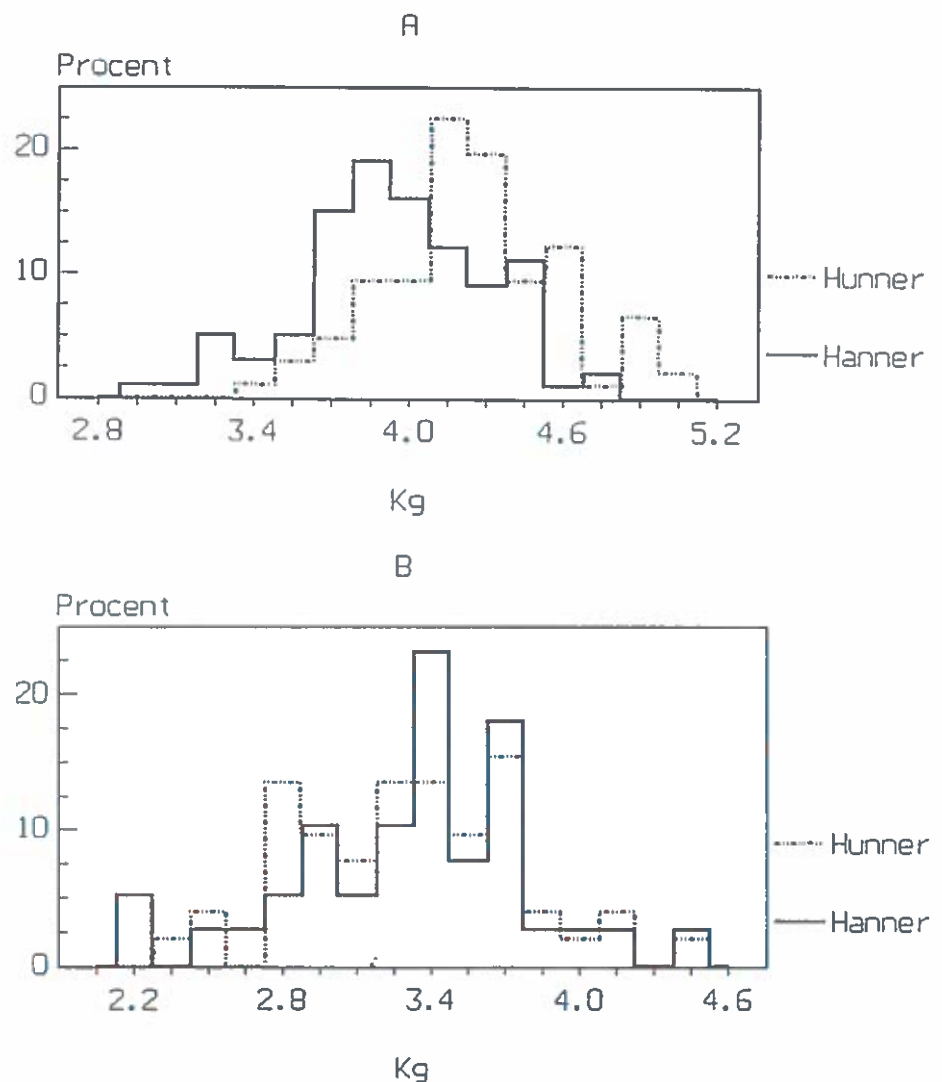 A
Procent
20
10
0
2.8 3.4 4.0 4.6 5.2
Kg
Hunner
Hanner
B
Procent
20
10
0
2.2 2.8 3.4 4.0 4.6
Kg
Hunner
Hanner